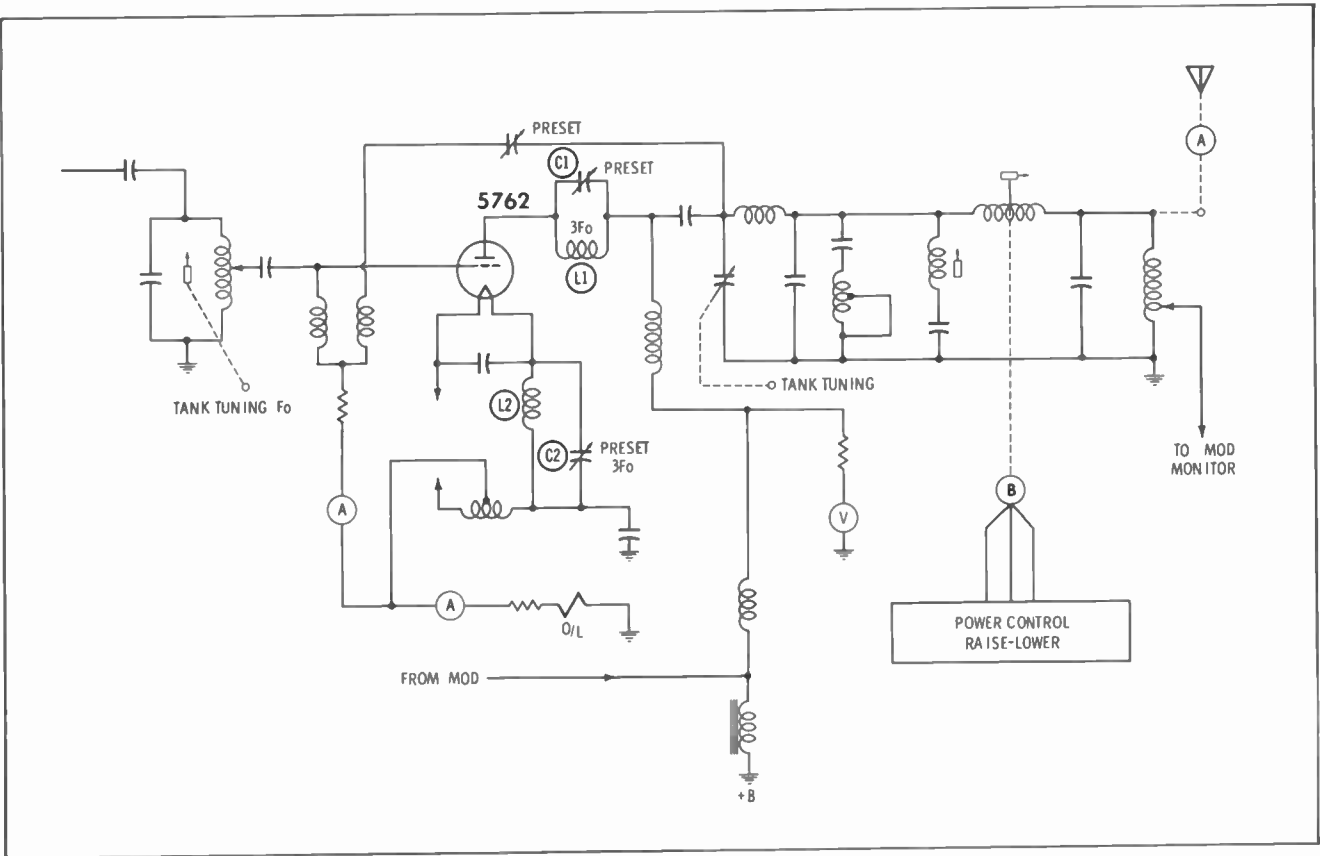 PRESET
C1
PRESET
A
5762
3Fo
L1
TANK TUNING Fo
L2
TANK TUNING
C2
PRESET
3Fo
TO MOD
MONITOR
A
V
B
A
O/L
POWER CONTROL
RAISE-LOWER
FROM MOD
+B